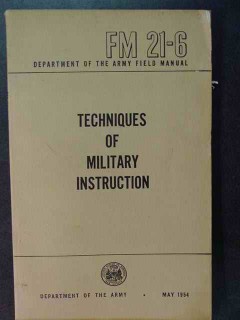 FM 21-6
DEPARTMENT OF THE ARMY FIELD MANUAL
TECHNIQUES
OF
MILITARY
INSTRUCTION
DEPARTMENT OF THE ARMY • MAY 1954